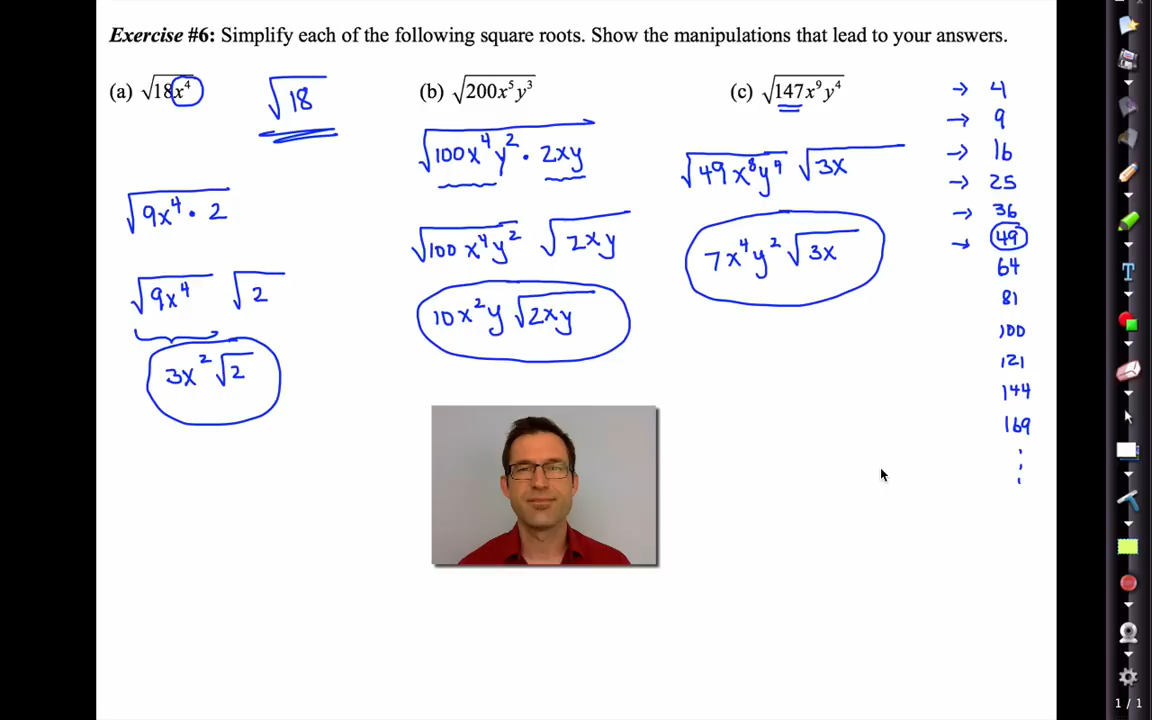 Exercise #6: Simplify each of the following square roots. Show the manipulations that lead to your answers.
(a) √18x⁴
√18
√9x⁴ · 2
√9x⁴ √2
3x² √2
(b) √200x⁵y³
√100x⁴y² · 2xy
√100x⁴y² √2xy
10x²y √2xy
(c) √147x⁹y⁴
√49x⁸y⁴ √3x
7x⁴y² √3x
→ 4
→ 9
→ 16
→ 25
→ 36
→ 49
64
81
100
121
144
169
⋮
T
1 / 1